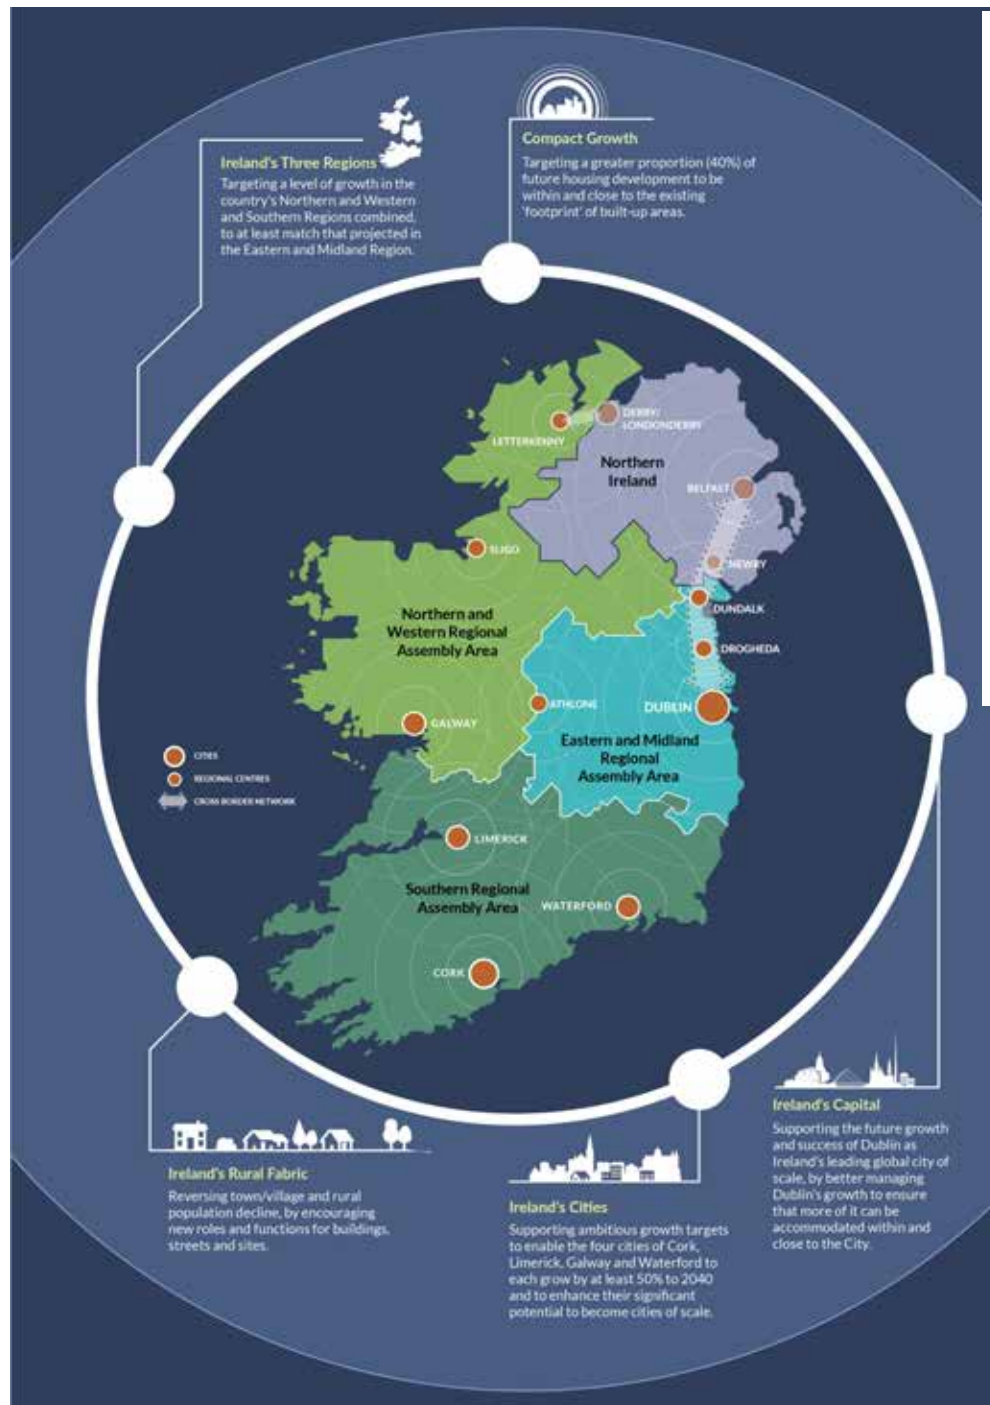 Ireland's Three Regions
Targeting a level of growth in the
country's Northern and Western
and Southern Regions combined,
to at least match that projected in
the Eastern and Midland Region.
Compact Growth
Targeting a greater proportion (40%) of
future housing development to be
within and close to the existing
'footprint' of built-up areas.
DERRY/
LONDONDERRY
LETTERKENNY
Northern
Ireland
BELFAST
SLIGO
NEWRY
DUNDALK
Northern and
Western Regional
Assembly Area
DROGHEDA
ATHLONE
DUBLIN
GALWAY
Eastern and Midland
Regional
Assembly Area
CITIES
REGIONAL CENTRES
CROSS BORDER NETWORK
LIMERICK
Southern Regional
Assembly Area
WATERFORD
CORK
Ireland's Capital
Supporting the future growth
and success of Dublin as
Ireland's leading global city of
scale, by better managing
Dublin's growth to ensure
that more of it can be
accommodated within and
close to the City.
Ireland's Rural Fabric
Reversing town/village and rural
population decline, by encouraging
new roles and functions for buildings,
streets and sites.
Ireland's Cities
Supporting ambitious growth targets
to enable the four cities of Cork,
Limerick, Galway and Waterford to
each grow by at least 50% to 2040
and to enhance their significant
potential to become cities of scale.